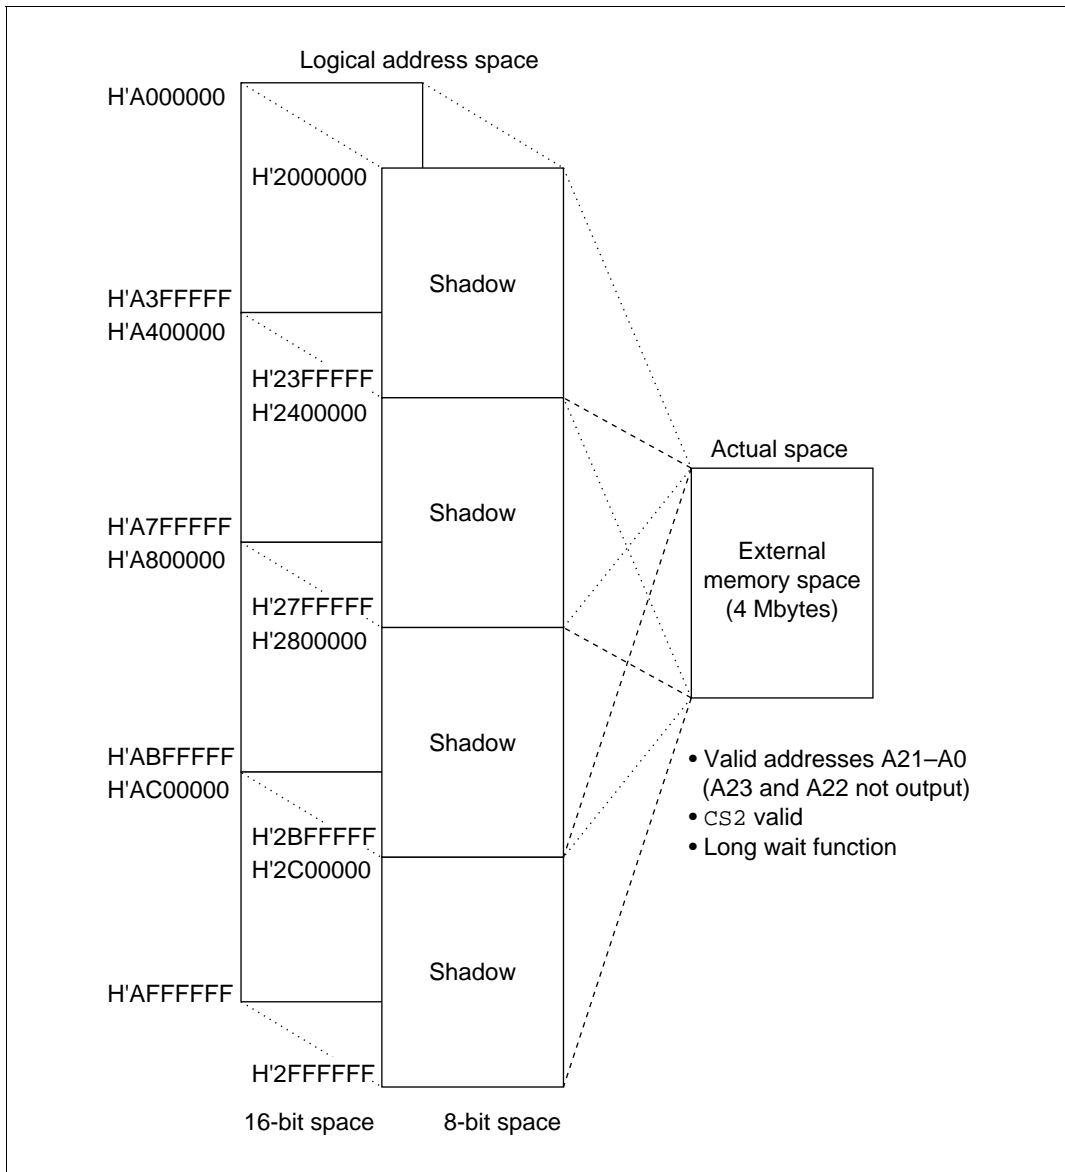 Logical address space
H'A000000
H'2000000
Shadow
H'A3FFFFF
H'A400000
H'23FFFFF
H'2400000
Actual space
Shadow
H'A7FFFFF
H'A800000
External
memory space
(4 Mbytes)
H'27FFFFF
H'2800000
Shadow
H'ABFFFFF
H'AC00000
• Valid addresses A21–A0
(A23 and A22 not output)
• CS2 valid
• Long wait function
H'2BFFFFF
H'2C00000
Shadow
H'AFFFFFF
H'2FFFFFF
16-bit space
8-bit space